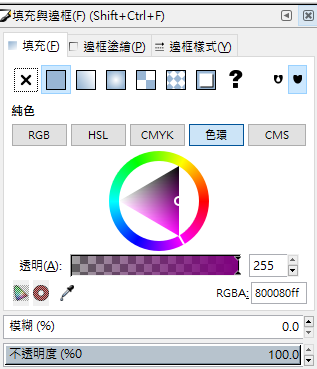 填充與邊框(F) (Shift+Ctrl+F)
填充(F) 邊框塗繪(P) 邊框樣式(Y)
?
純色
RGB HSL CMYK 色環 CMS
透明(A): 255
RGBA: 800080ff
模糊 (%) 0.0
不透明度 (%0 100.0